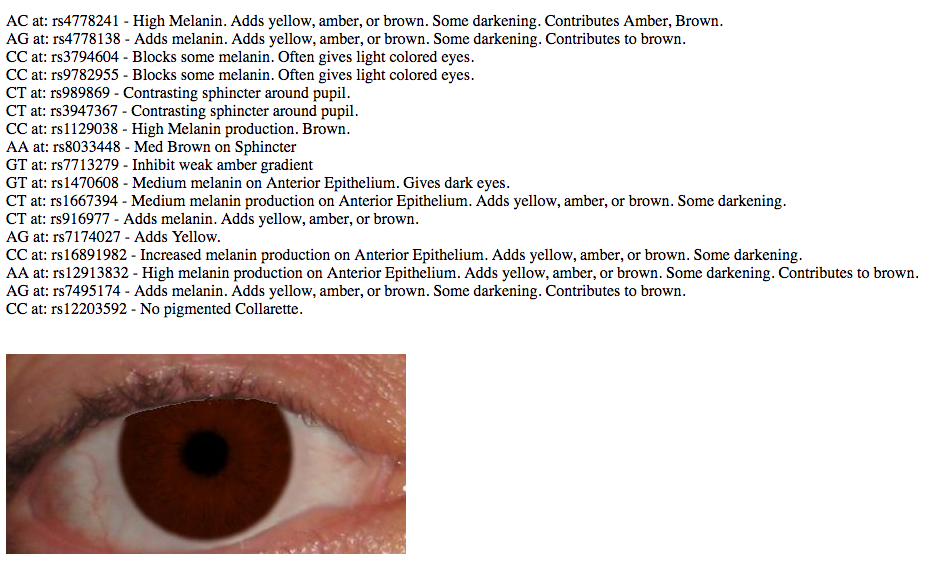 AC at: rs4778241 - High Melanin. Adds yellow, amber, or brown. Some darkening. Contributes Amber, Brown.
AG at: rs4778138 - Adds melanin. Adds yellow, amber, or brown. Some darkening. Contributes to brown.
CC at: rs3794604 - Blocks some melanin. Often gives light colored eyes.
CC at: rs9782955 - Blocks some melanin. Often gives light colored eyes.
CT at: rs989869 - Contrasting sphincter around pupil.
CT at: rs3947367 - Contrasting sphincter around pupil.
CC at: rs1129038 - High Melanin production. Brown.
AA at: rs8033448 - Med Brown on Sphincter
GT at: rs7713279 - Inhibit weak amber gradient
GT at: rs1470608 - Medium melanin on Anterior Epithelium. Gives dark eyes.
CT at: rs1667394 - Medium melanin production on Anterior Epithelium. Adds yellow, amber, or brown. Some darkening.
CT at: rs916977 - Adds melanin. Adds yellow, amber, or brown.
AG at: rs7174027 - Adds Yellow.
CC at: rs16891982 - Increased melanin production on Anterior Epithelium. Adds yellow, amber, or brown. Some darkening.
AA at: rs12913832 - High melanin production on Anterior Epithelium. Adds yellow, amber, or brown. Some darkening. Contributes to brown.
AG at: rs7495174 - Adds melanin. Adds yellow, amber, or brown. Some darkening. Contributes to brown.
CC at: rs12203592 - No pigmented Collarette.